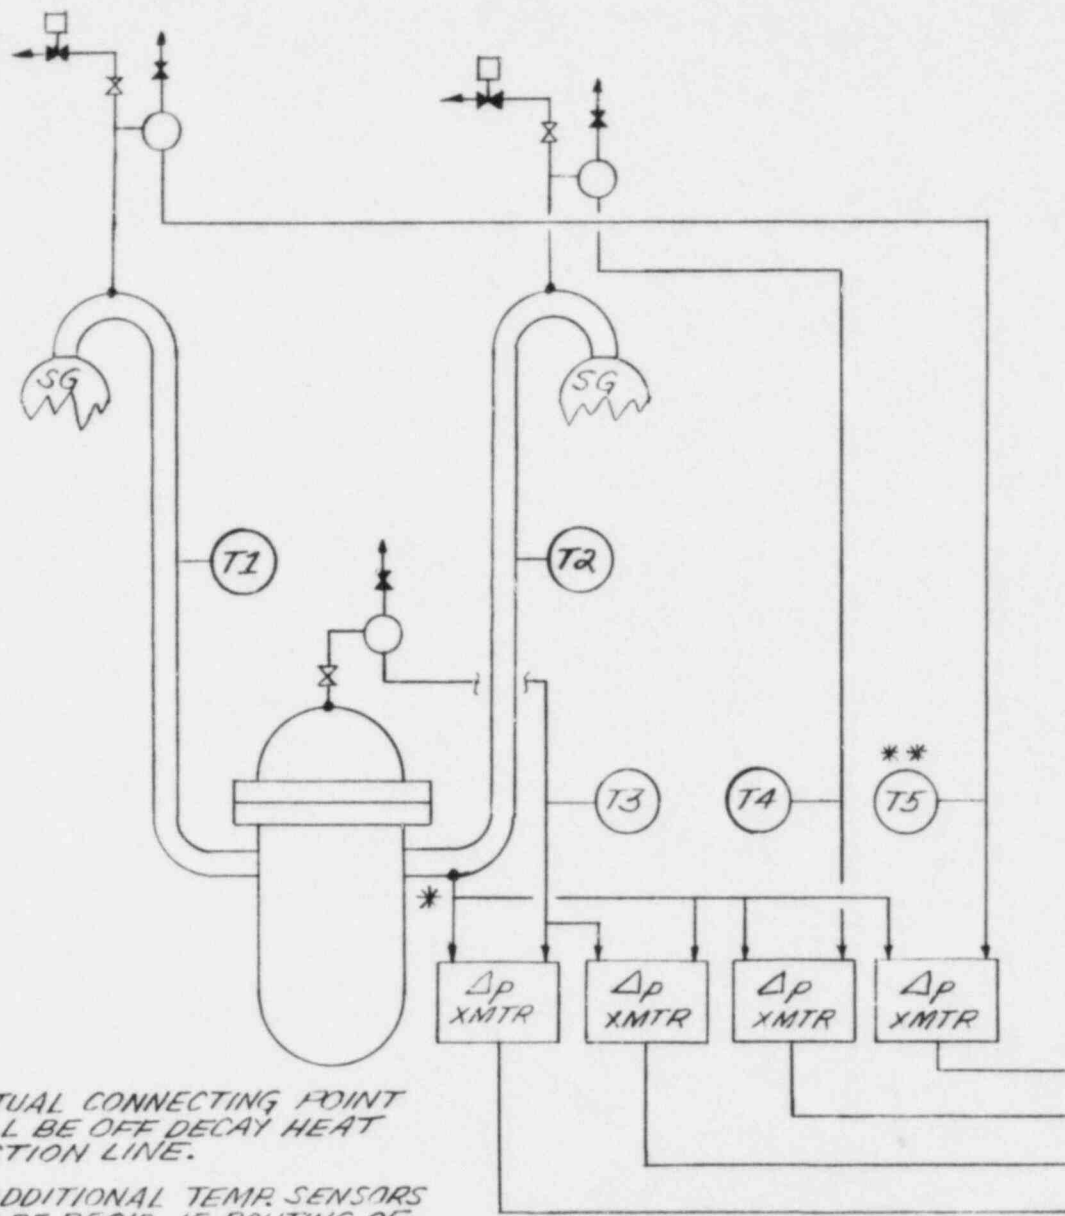 SG
SG
T1
T2
T3
T4
* *
T5
*
Δp
XMTR
Δp
XMTR
Δp
XMTR
Δp
XMTR
TUAL CONNECTING POINT
L BE OFF DECAY HEAT
CTION LINE.
ADDITIONAL TEMP. SENSORS